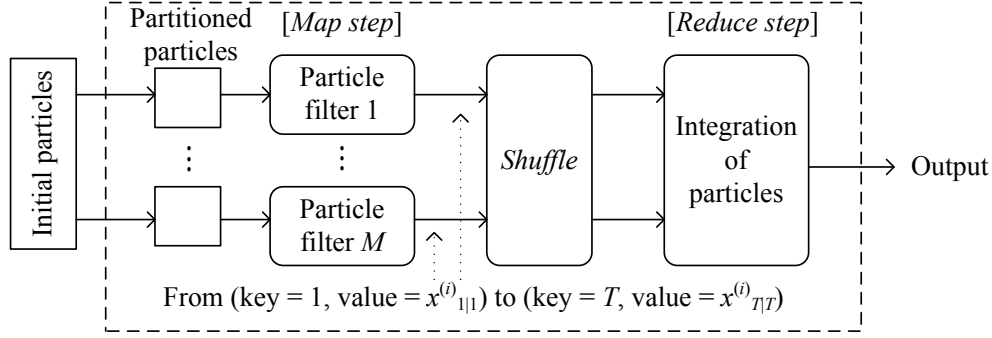 Partitioned
particles
[Map step]
[Reduce step]
Initial particles
Particle
filter 1
Shuffle
Integration
of
particles
Output
⋮
⋮
Particle
filter M
From (key = 1, value = x⁽ⁱ⁾₁|₁) to (key = T, value = x⁽ⁱ⁾T|T)